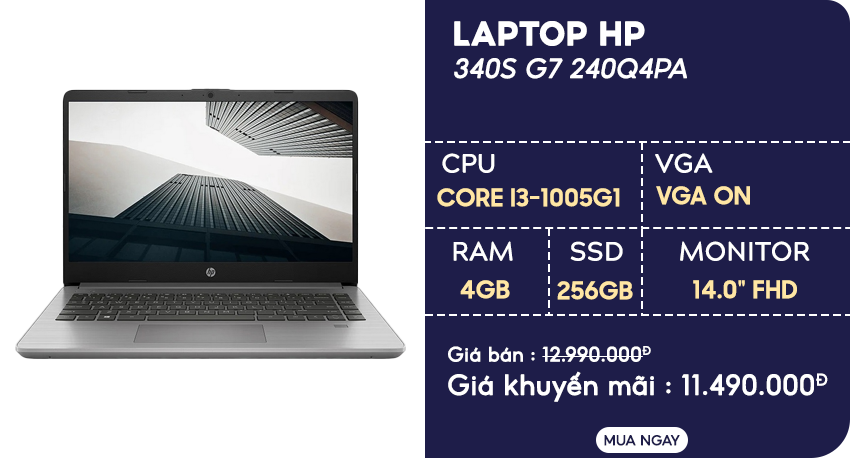 LAPTOP HP
340S G7 240Q4PA
CPU
CORE I3-1005G1
VGA
VGA ON
RAM
4GB
SSD
256GB
MONITOR
14.0" FHD
Giá bán : 12.990.000Đ
Giá khuyến mãi : 11.490.000Đ
MUA NGAY
hp